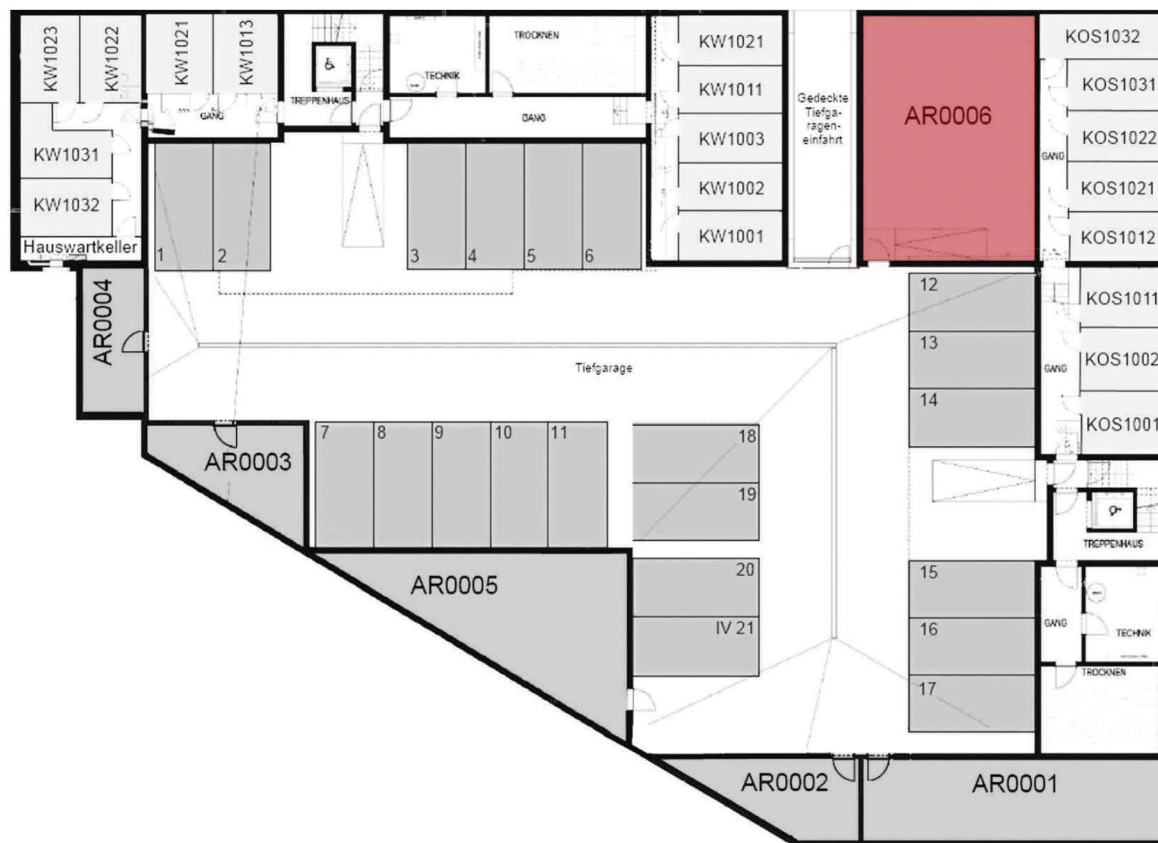 KW1023
KW1022
KW1021
KW1013
TREPPENHAUS
GANG
TECHNIK
TROCKNEN
GANG
KW1021
KW1011
KW1003
KW1002
KW1001
Gedeckte
Tiefga-
ragen-
einfahrt
AR0006
KOS1032
KOS1031
KOS1022
KOS1021
KOS1012
GANG
KW1031
KW1032
Hauswartkeller
1
2
3
4
5
6
AR0004
Tiefgarage
12
13
14
KOS1011
KOS1002
KOS1001
GANG
AR0003
7
8
9
10
11
18
19
20
IV 21
AR0005
TREPPENHAUS
15
16
17
GANG
TECHNIK
TROCKNEN
AR0002
AR0001